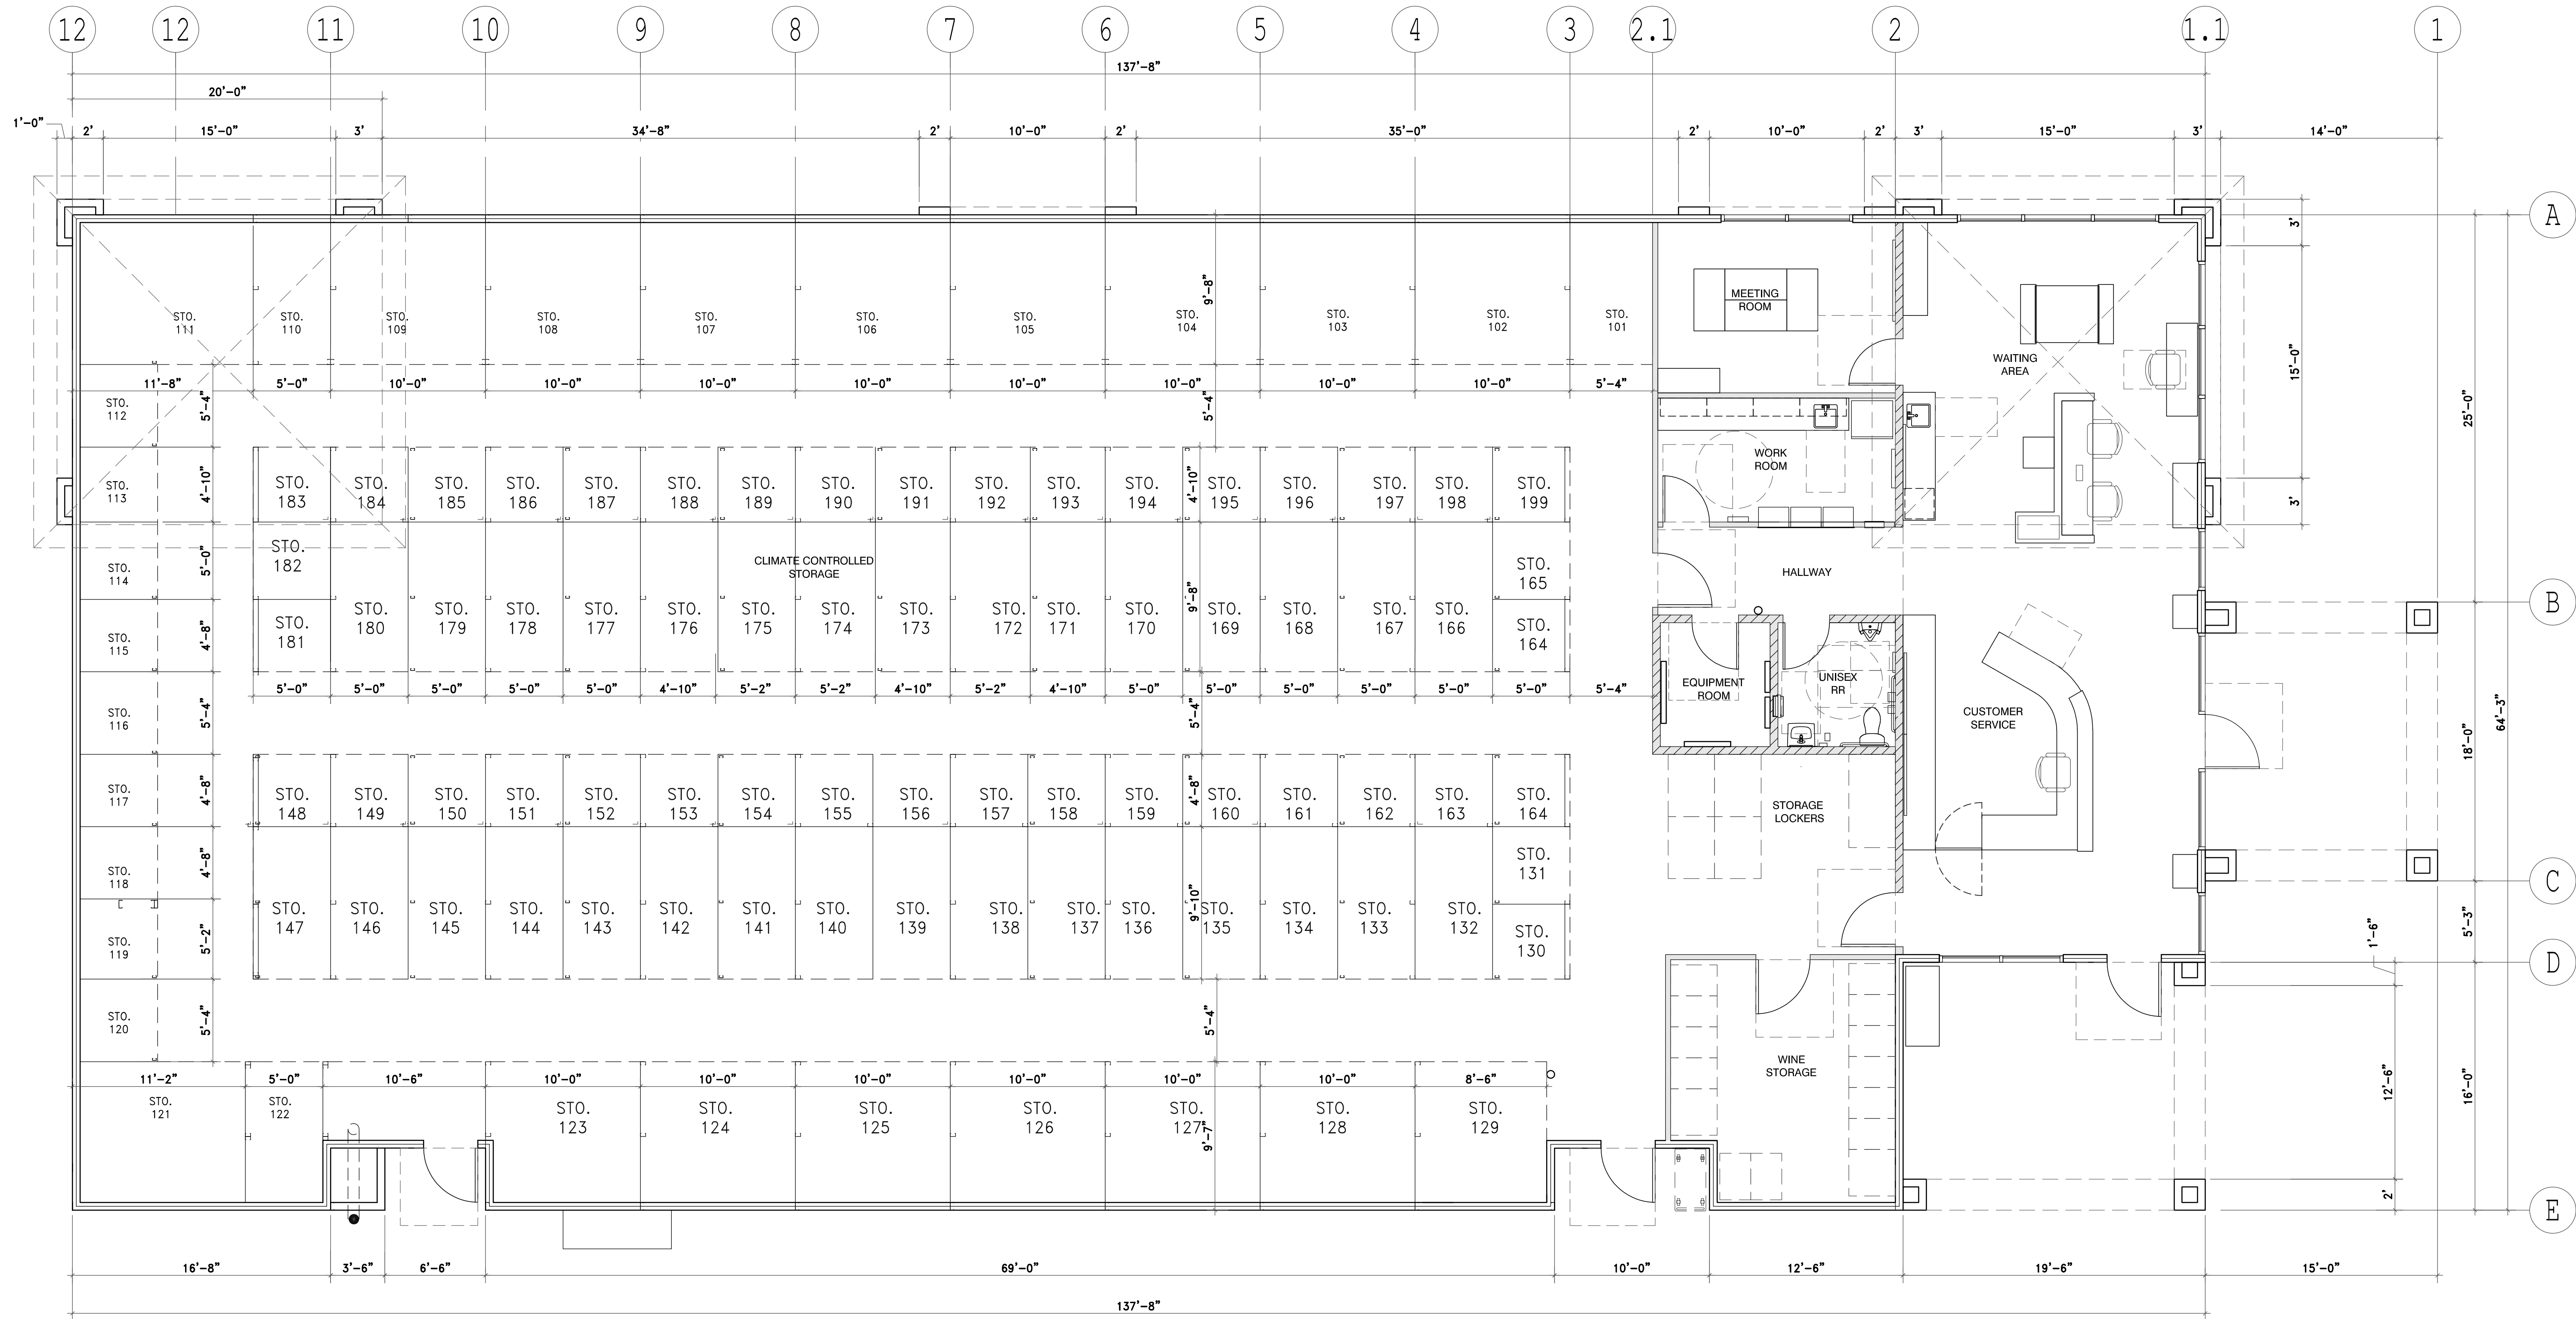 12
12
11
10
9
8
7
6
5
4
3
2.1
2
1.1
1
137'-8"
20'-0"
1'-0"
2'
15'-0"
3'
34'-8"
2'
10'-0"
2'
35'-0"
2'
10'-0"
2'
3'
15'-0"
3'
14'-0"
A
3'
9'-8"
MEETING
ROOM
STO.
111
STO.
110
STO.
109
STO.
108
STO.
107
STO.
106
STO.
105
STO.
104
STO.
103
STO.
102
STO.
101
WAITING
AREA
15'-0"
11'-8"
5'-0"
10'-0"
10'-0"
10'-0"
10'-0"
10'-0"
10'-0"
10'-0"
10'-0"
5'-4"
STO.
112
5'-4"
5'-4"
25'-0"
WORK
ROOM
STO.
113
4'-10"
STO.
183
STO.
184
STO.
185
STO.
186
STO.
187
STO.
188
STO.
189
STO.
190
STO.
191
STO.
192
STO.
193
STO.
194
4'-10"
STO.
195
STO.
196
STO.
197
STO.
198
STO.
199
3'
STO.
114
5'-0"
STO.
182
CLIMATE CONTROLLED
STORAGE
STO.
165
HALLWAY
B
STO.
115
4'-8"
STO.
181
STO.
180
STO.
179
STO.
178
STO.
177
STO.
176
STO.
175
STO.
174
STO.
173
STO.
172
STO.
171
STO.
170
9'-8"
STO.
169
STO.
168
STO.
167
STO.
166
STO.
164
5'-0"
5'-0"
5'-0"
5'-0"
5'-0"
4'-10"
5'-2"
5'-2"
4'-10"
5'-2"
4'-10"
5'-0"
5'-0"
5'-0"
5'-0"
5'-0"
5'-0"
5'-4"
EQUIPMENT
ROOM
UNISEX
RR
CUSTOMER
SERVICE
64'-3"
STO.
116
5'-4"
5'-4"
18'-0"
STO.
117
4'-8"
STO.
148
STO.
149
STO.
150
STO.
151
STO.
152
STO.
153
STO.
154
STO.
155
STO.
156
STO.
157
STO.
158
STO.
159
4'-8"
STO.
160
STO.
161
STO.
162
STO.
163
STO.
164
STORAGE
LOCKERS
STO.
118
4'-8"
STO.
131
C
STO.
119
5'-2"
STO.
147
STO.
146
STO.
145
STO.
144
STO.
143
STO.
142
STO.
141
STO.
140
STO.
139
STO.
138
STO.
137
STO.
136
9'-10"
STO.
135
STO.
134
STO.
133
STO.
132
STO.
130
1'-6"
5'-3"
D
STO.
120
5'-4"
5'-4"
WINE
STORAGE
11'-2"
5'-0"
10'-6"
10'-0"
10'-0"
10'-0"
10'-0"
10'-0"
10'-0"
8'-6"
12'-6"
16'-0"
STO.
121
STO.
122
STO.
123
STO.
124
STO.
125
STO.
126
STO.
127
9'-7"
STO.
128
STO.
129
2'
E
16'-8"
3'-6"
6'-6"
69'-0"
10'-0"
12'-6"
19'-6"
15'-0"
137'-8"